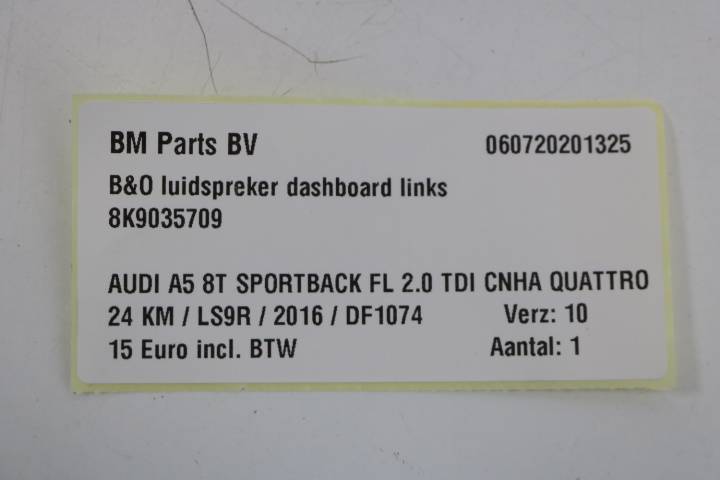 BM Parts BV 060720201325
B&O luidspreker dashboard links
8K9035709
AUDI A5 8T SPORTBACK FL 2.0 TDI CNHA QUATTRO
24 KM / LS9R / 2016 / DF1074 Verz: 10
15 Euro incl. BTW Aantal: 1